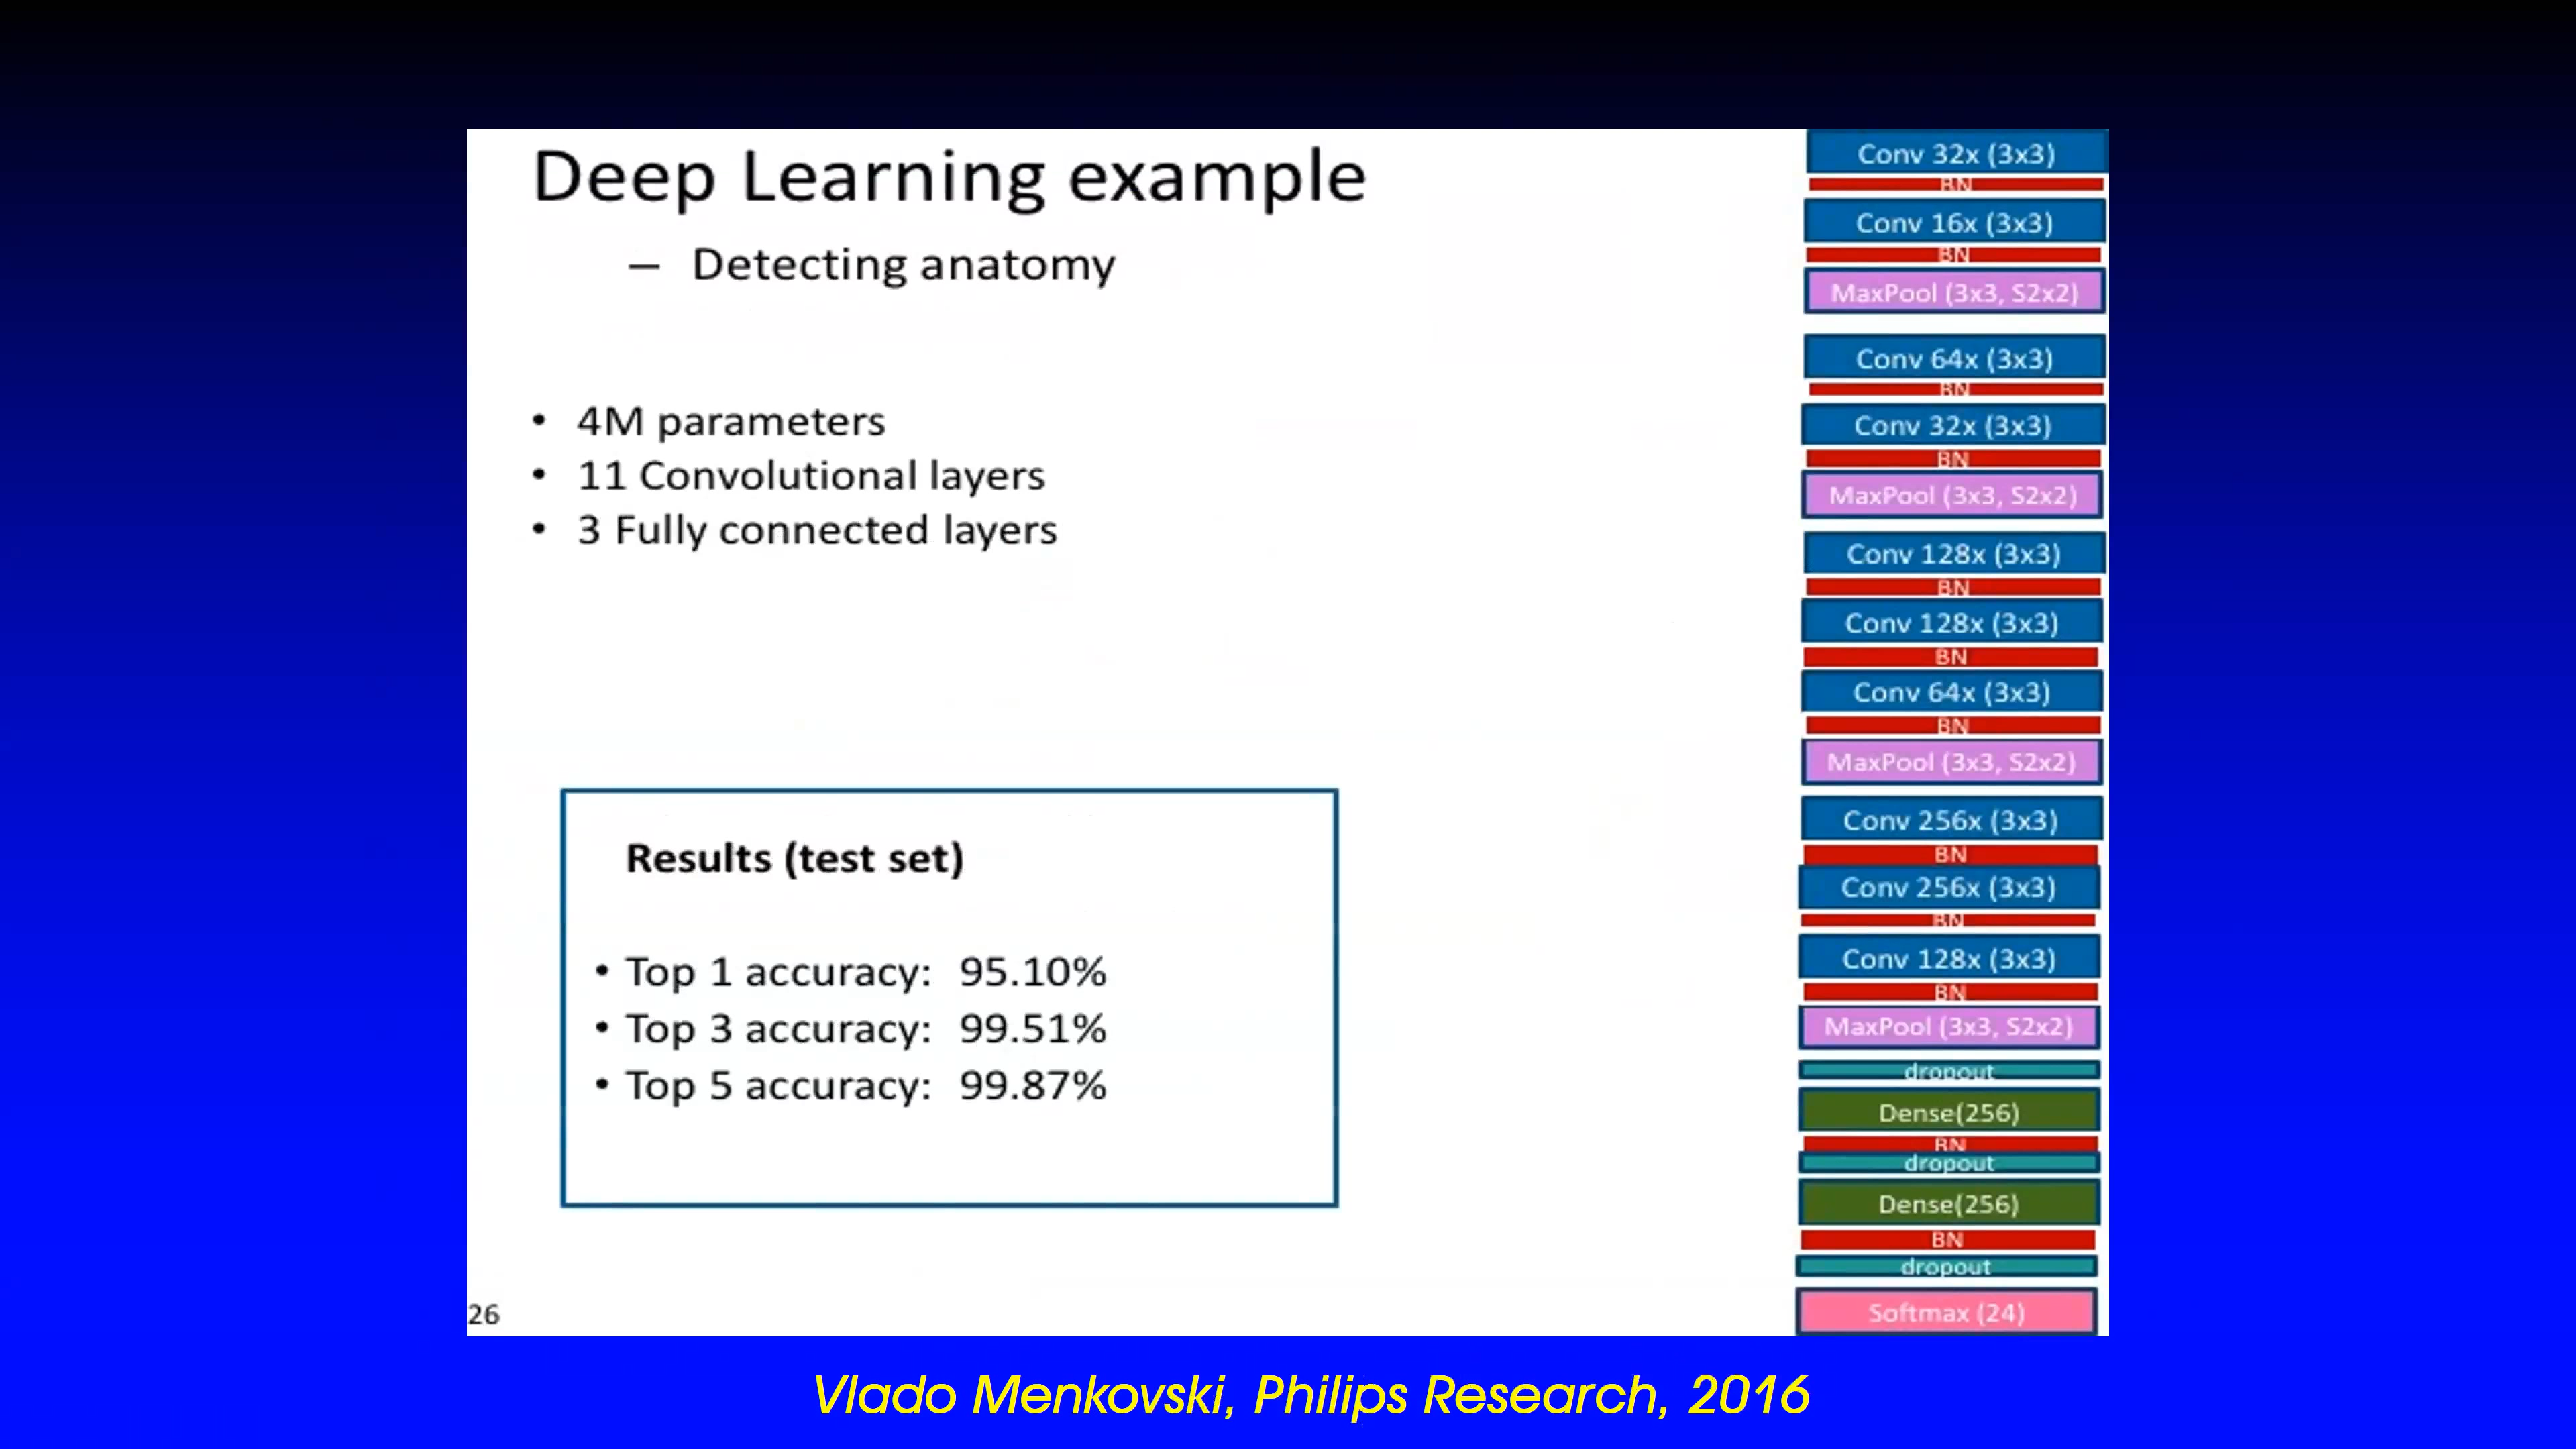 Deep Learning example
– Detecting anatomy
• 4M parameters
• 11 Convolutional layers
• 3 Fully connected layers
Results (test set)
• Top 1 accuracy: 95.10%
• Top 3 accuracy: 99.51%
• Top 5 accuracy: 99.87%
26
Conv 32x (3x3)
BN
Conv 16x (3x3)
BN
MaxPool (3x3, S2x2)
Conv 64x (3x3)
BN
Conv 32x (3x3)
BN
MaxPool (3x3, S2x2)
Conv 128x (3x3)
BN
Conv 128x (3x3)
BN
Conv 64x (3x3)
BN
MaxPool (3x3, S2x2)
Conv 256x (3x3)
BN
Conv 256x (3x3)
BN
Conv 128x (3x3)
BN
MaxPool (3x3, S2x2)
dropout
Dense(256)
BN
dropout
Dense(256)
BN
dropout
Softmax (24)
Vlado Menkovski, Philips Research, 2016